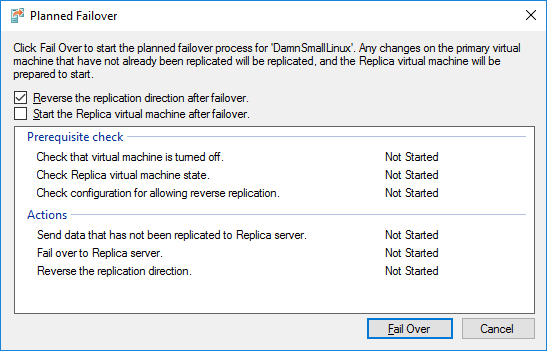 Planned Failover
Click Fail Over to start the planned failover process for 'DamnSmallLinux'. Any changes on the primary virtual
machine that have not already been replicated will be replicated, and the Replica virtual machine will be
prepared to start.
Reverse the replication direction after failover.
Start the Replica virtual machine after failover.
Prerequisite check
Check that virtual machine is turned off. Not Started
Check Replica virtual machine state. Not Started
Check configuration for allowing reverse replication. Not Started
Actions
Send data that has not been replicated to Replica server. Not Started
Fail over to Replica server. Not Started
Reverse the replication direction. Not Started
Fail Over Cancel